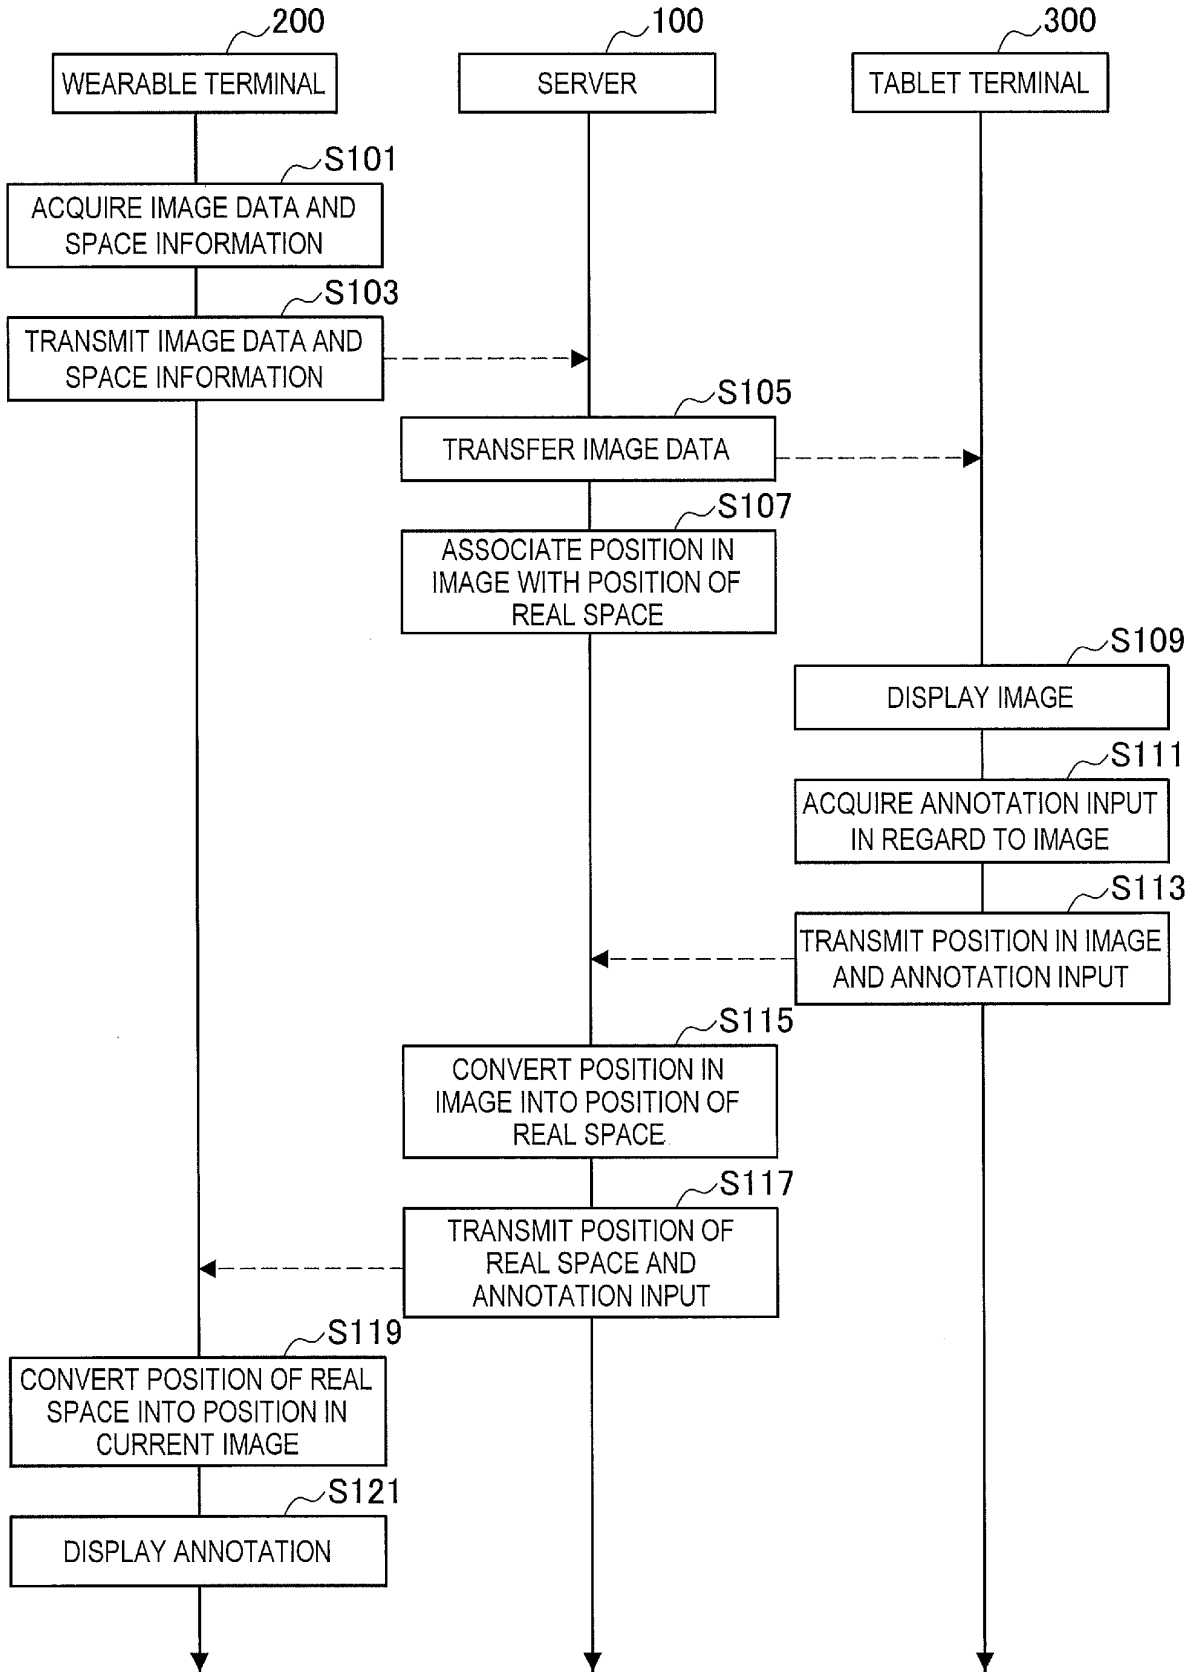 200
100
300
WEARABLE TERMINAL
SERVER
TABLET TERMINAL
S101
ACQUIRE IMAGE DATA AND
SPACE INFORMATION
S103
TRANSMIT IMAGE DATA AND
SPACE INFORMATION
S105
TRANSFER IMAGE DATA
S107
ASSOCIATE POSITION IN
IMAGE WITH POSITION OF
REAL SPACE
S109
DISPLAY IMAGE
S111
ACQUIRE ANNOTATION INPUT
IN REGARD TO IMAGE
S113
TRANSMIT POSITION IN IMAGE
AND ANNOTATION INPUT
S115
CONVERT POSITION IN
IMAGE INTO POSITION OF
REAL SPACE
S117
TRANSMIT POSITION OF
REAL SPACE AND
ANNOTATION INPUT
S119
CONVERT POSITION OF REAL
SPACE INTO POSITION IN
CURRENT IMAGE
S121
DISPLAY ANNOTATION